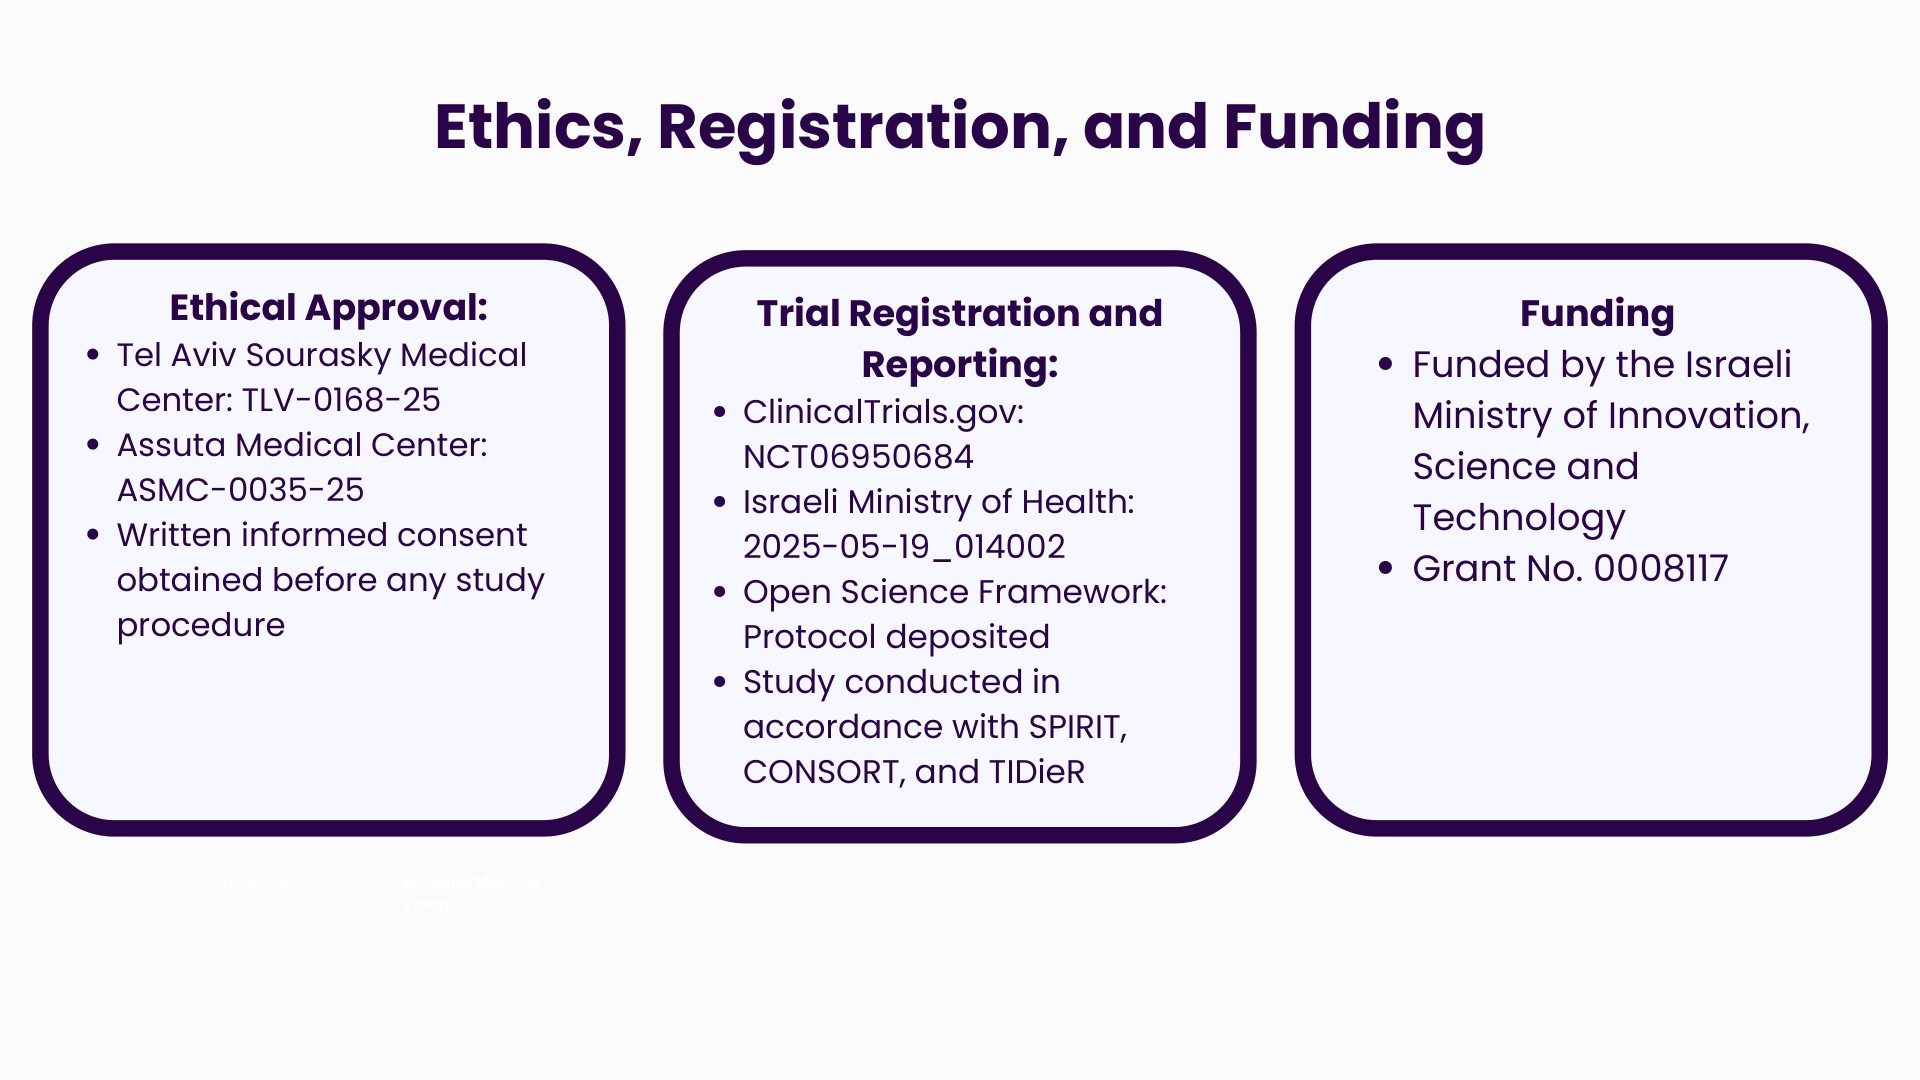 Ethics, Registration, and Funding
Ethical Approval:
• Tel Aviv Sourasky Medical
Center: TLV-0168-25
• Assuta Medical Center:
ASMC-0035-25
• Written informed consent
obtained before any study
procedure
Trial Registration and
Reporting:
• ClinicalTrials.gov:
NCT06950684
• Israeli Ministry of Health:
2025-05-19_014002
• Open Science Framework:
Protocol deposited
• Study conducted in
accordance with SPIRIT,
CONSORT, and TIDieR
Funding
• Funded by the Israeli
Ministry of Innovation,
Science and
Technology
• Grant No. 0008117